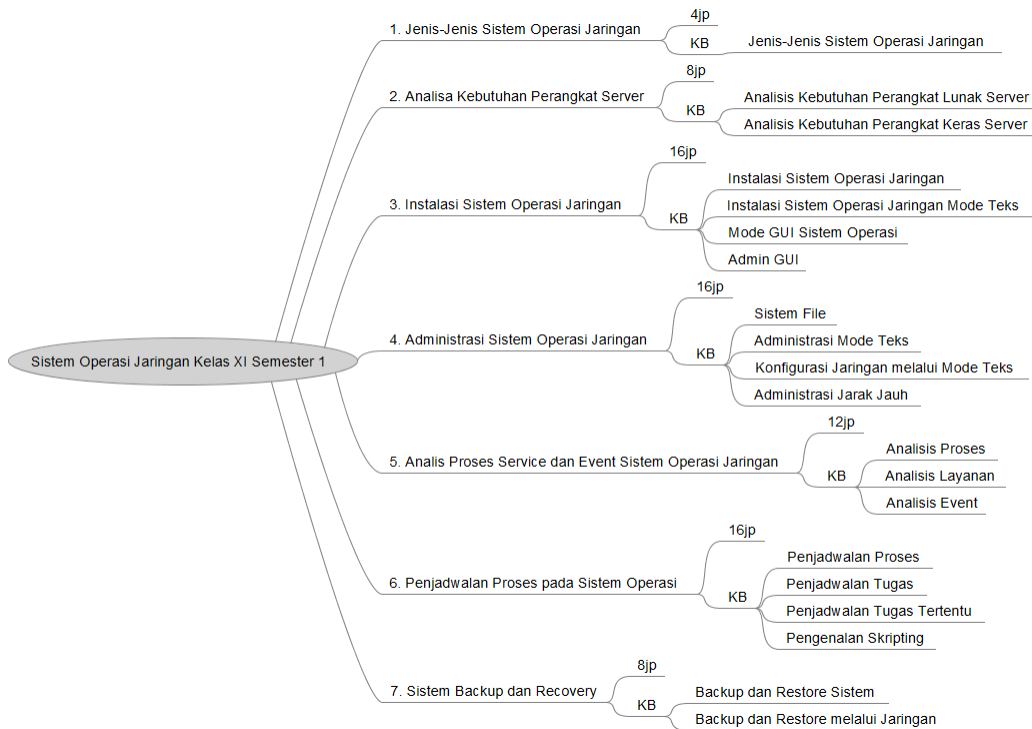 Sistem Operasi Jaringan Kelas XI Semester 1
1. Jenis-Jenis Sistem Operasi Jaringan
4jp
KB
Jenis-Jenis Sistem Operasi Jaringan
2. Analisa Kebutuhan Perangkat Server
8jp
KB
Analisis Kebutuhan Perangkat Lunak Server
Analisis Kebutuhan Perangkat Keras Server
3. Instalasi Sistem Operasi Jaringan
16jp
KB
Instalasi Sistem Operasi Jaringan
Instalasi Sistem Operasi Jaringan Mode Teks
Mode GUI Sistem Operasi
Admin GUI
4. Administrasi Sistem Operasi Jaringan
16jp
KB
Sistem File
Administrasi Mode Teks
Konfigurasi Jaringan melalui Mode Teks
Administrasi Jarak Jauh
5. Analis Proses Service dan Event Sistem Operasi Jaringan
12jp
KB
Analisis Proses
Analisis Layanan
Analisis Event
6. Penjadwalan Proses pada Sistem Operasi
16jp
KB
Penjadwalan Proses
Penjadwalan Tugas
Penjadwalan Tugas Tertentu
Pengenalan Skripting
7. Sistem Backup dan Recovery
8jp
KB
Backup dan Restore Sistem
Backup dan Restore melalui Jaringan